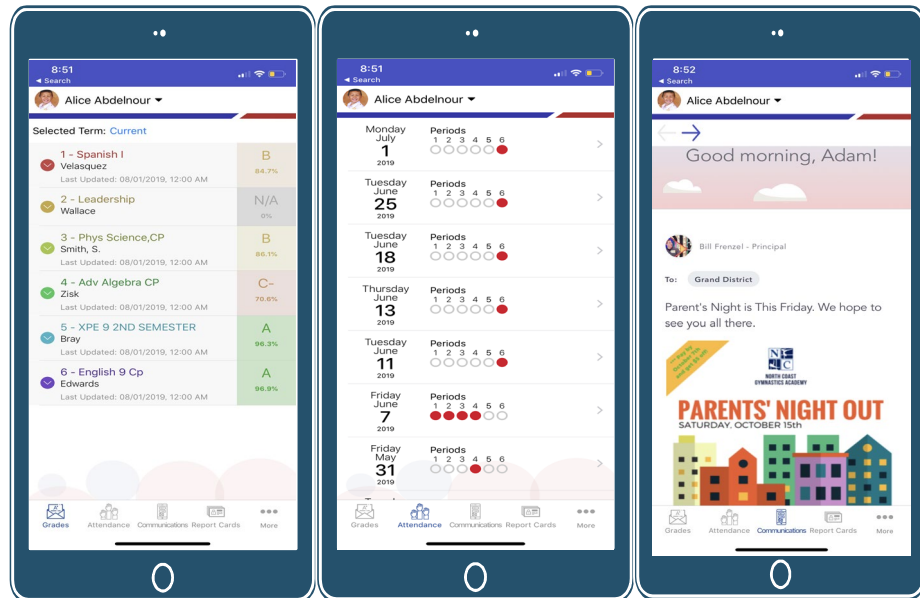 8:51
Search
Alice Abdelnour
Selected Term: Current
1 - Spanish I
Velasquez
Last Updated: 08/01/2019, 12:00 AM
B
84.7%
2 - Leadership
Wallace
N/A
0%
3 - Phys Science,CP
Smith, S.
Last Updated: 08/01/2019, 12:00 AM
B
86.1%
4 - Adv Algebra CP
Zisk
Last Updated: 08/01/2019, 12:00 AM
C-
70.6%
5 - XPE 9 2ND SEMESTER
Bray
Last Updated: 08/01/2019, 12:00 AM
A
96.3%
6 - English 9 Cp
Edwards
Last Updated: 08/01/2019, 12:00 AM
A
96.9%
Grades Attendance Communications Report Cards More
8:51
Search
Alice Abdelnour
Monday
July
1
2019
Periods
1 2 3 4 5 6
Tuesday
June
25
2019
Periods
1 2 3 4 5 6
Tuesday
June
18
2019
Periods
1 2 3 4 5 6
Thursday
June
13
2019
Periods
1 2 3 4 5 6
Tuesday
June
11
2019
Periods
1 2 3 4 5 6
Friday
June
7
2019
Periods
1 2 3 4 5 6
Friday
May
31
2019
Periods
1 2 3 4 5 6
Grades Attendance Communications Report Cards More
8:52
Search
Alice Abdelnour
Good morning, Adam!
Bill Frenzel - Principal
To: Grand District
Parent's Night is This Friday. We hope to
see you all there.
NORTH COAST
GYMNASTICS ACADEMY
PARENTS' NIGHT OUT
SATURDAY, OCTOBER 15th
Grades Attendance Communications Report Cards More